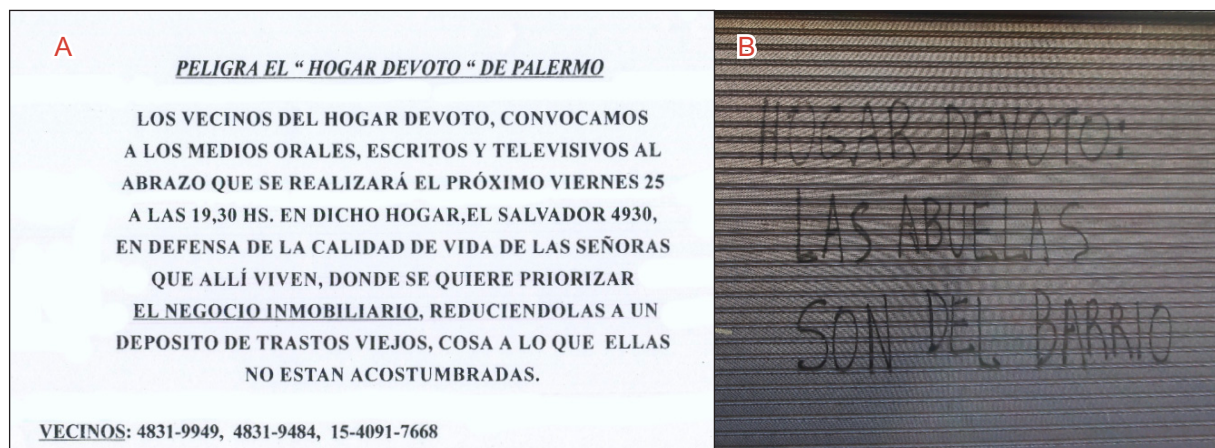 A
PELIGRA EL “ HOGAR DEVOTO “ DE PALERMO
LOS VECINOS DEL HOGAR DEVOTO, CONVOCAMOS
A LOS MEDIOS ORALES, ESCRITOS Y TELEVISIVOS AL
ABRAZO QUE SE REALIZARÁ EL PRÓXIMO VIERNES 25
A LAS 19,30 HS. EN DICHO HOGAR,EL SALVADOR 4930,
EN DEFENSA DE LA CALIDAD DE VIDA DE LAS SEÑORAS
QUE ALLÍ VIVEN, DONDE SE QUIERE PRIORIZAR
EL NEGOCIO INMOBILIARIO, REDUCIENDOLAS A UN
DEPOSITO DE TRASTOS VIEJOS, COSA A LO QUE ELLAS
NO ESTAN ACOSTUMBRADAS.
VECINOS: 4831-9949, 4831-9484, 15-4091-7668
B
HOGAR DEVOTO:
LAS ABUELAS
SON DEL BARRIO